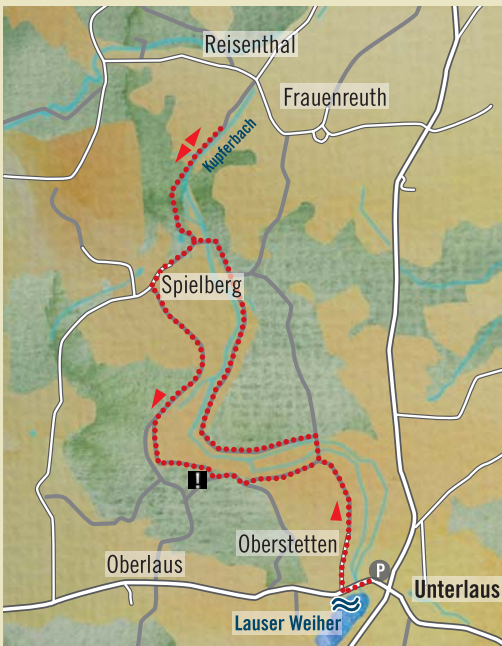 Reisenthal
Frauenreuth
Kupferbach
Spielberg
!
Oberstetten
Oberlaus
P
Unterlaus
Lauser Weiher